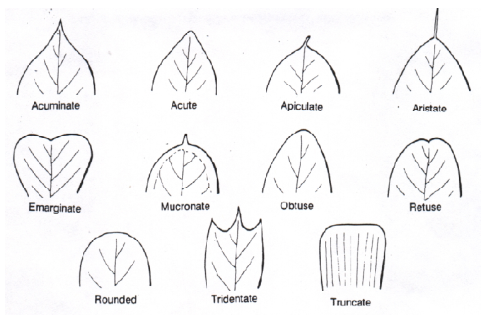 Acuminate
Acute
Apiculate
Aristate
Emarginate
Mucronate
Obtuse
Retuse
Rounded
Tridentate
Truncate